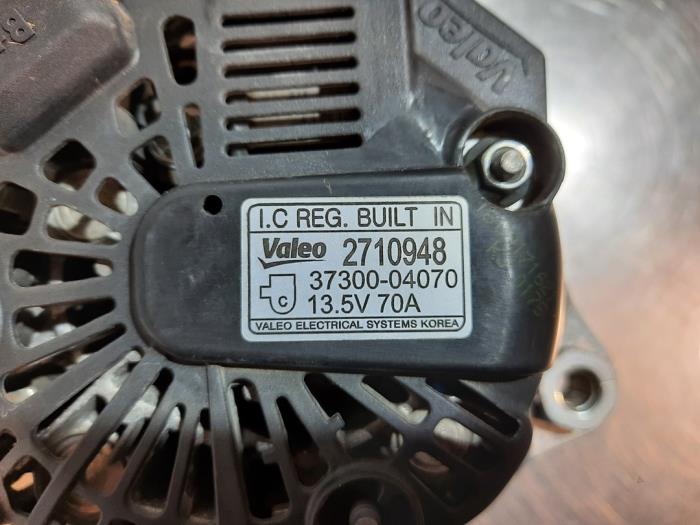 Valeo
I.C REG. BUILT IN
Valeo 2710948
37300-04070
C
13.5V 70A
VALEO ELECTRICAL SYSTEMS KOREA